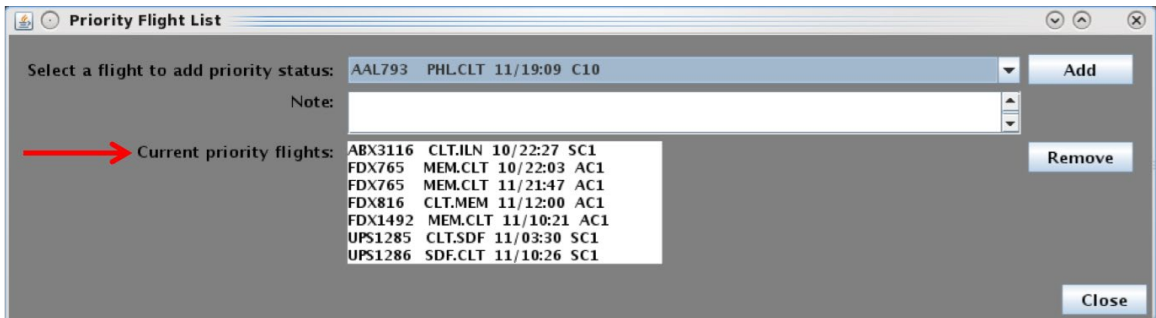 Priority Flight List
Select a flight to add priority status: AAL793 PHL.CLT 11/19:09 C10 Add
Note:
Current priority flights: ABX3116 CLT.ILN 10/22:27 SC1 Remove
FDX765 MEM.CLT 10/22:03 AC1
FDX765 MEM.CLT 11/21:47 AC1
FDX816 CLT.MEM 11/12:00 AC1
FDX1492 MEM.CLT 11/10:21 AC1
UPS1285 CLT.SDF 11/03:30 SC1
UPS1286 SDF.CLT 11/10:26 SC1
Close